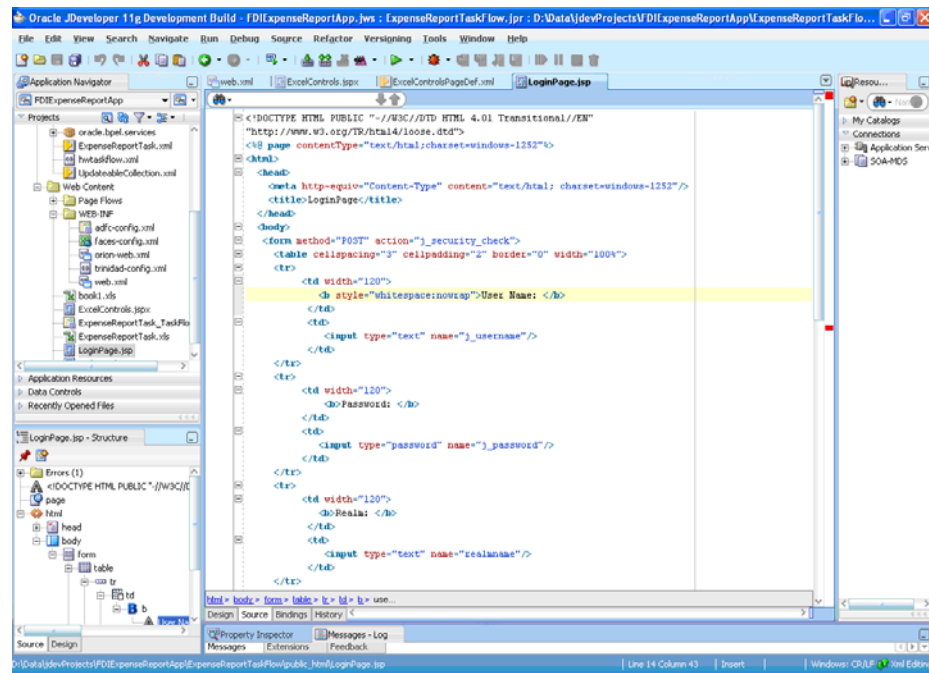 Oracle JDeveloper 11g Development Build - FDIExpenseReportApp.jws : ExpenseReportTaskFlow.jpr : D:\Data\jdevProjects\FDIExpenseReportApp\ExpenseReportTaskFlo...
File Edit View Search Navigate Run Debug Source Refactor Versioning Tools Window Help
Application Navigator
web.xml
ExcelControls.jspx
ExcelControlsPageDef.xml
LoginPage.jsp
Resou...
FDIExpenseReportApp
Projects
oracle.bpel.services
ExpenseReportTask.xml
hwtaskflow.xml
UpdateableCollection.xml
Web Content
Page Flows
WEB-INF
adfc-config.xml
faces-config.xml
orion-web.xml
trinidad-config.xml
web.xml
book1.xls
ExcelControls.jspx
ExpenseReportTask_TaskFlo
ExpenseReportTask.xls
LoginPage.jsp
Application Resources
Data Controls
Recently Opened Files
LoginPage.jsp - Structure
Errors (1)
<!DOCTYPE HTML PUBLIC "-//W3C//D
page
html
head
body
form
table
tr
td
b
Source Design
<!DOCTYPE HTML PUBLIC "-//W3C//DTD HTML 4.01 Transitional//EN"
"http://www.w3.org/TR/html4/loose.dtd">
<%@ page contentType="text/html;charset=windows-1252"%>
<html>
<head>
<meta http-equiv="Content-Type" content="text/html; charset=windows-1252"/>
<title>LoginPage</title>
</head>
<body>
<form method="POST" action="j_security_check">
<table cellspacing="3" cellpadding="2" border="0" width="100%">
<tr>
<td width="120">
<b style="whitespace:nowrap">User Name: </b>
</td>
<td>
<input type="text" name="j_username"/>
</td>
</tr>
<tr>
<td width="120">
<b>Password: </b>
</td>
<td>
<input type="password" name="j_password"/>
</td>
</tr>
<tr>
<td width="120">
<b>Realm: </b>
</td>
<td>
<input type="text" name="realmname"/>
</td>
</tr>
html > body > form > table > tr > td > b > use...
Design Source Bindings History
Property Inspector
Messages - Log
Messages Extensions Feedback
My Catalogs
Connections
Application Serv
SOA-MDS
D:\Data\jdevProjects\FDIExpenseReportApp\ExpenseReportTaskFlow\public_html\LoginPage.jsp
Line 14 Column 43
Insert
Windows: CR/LF
Xml Editing